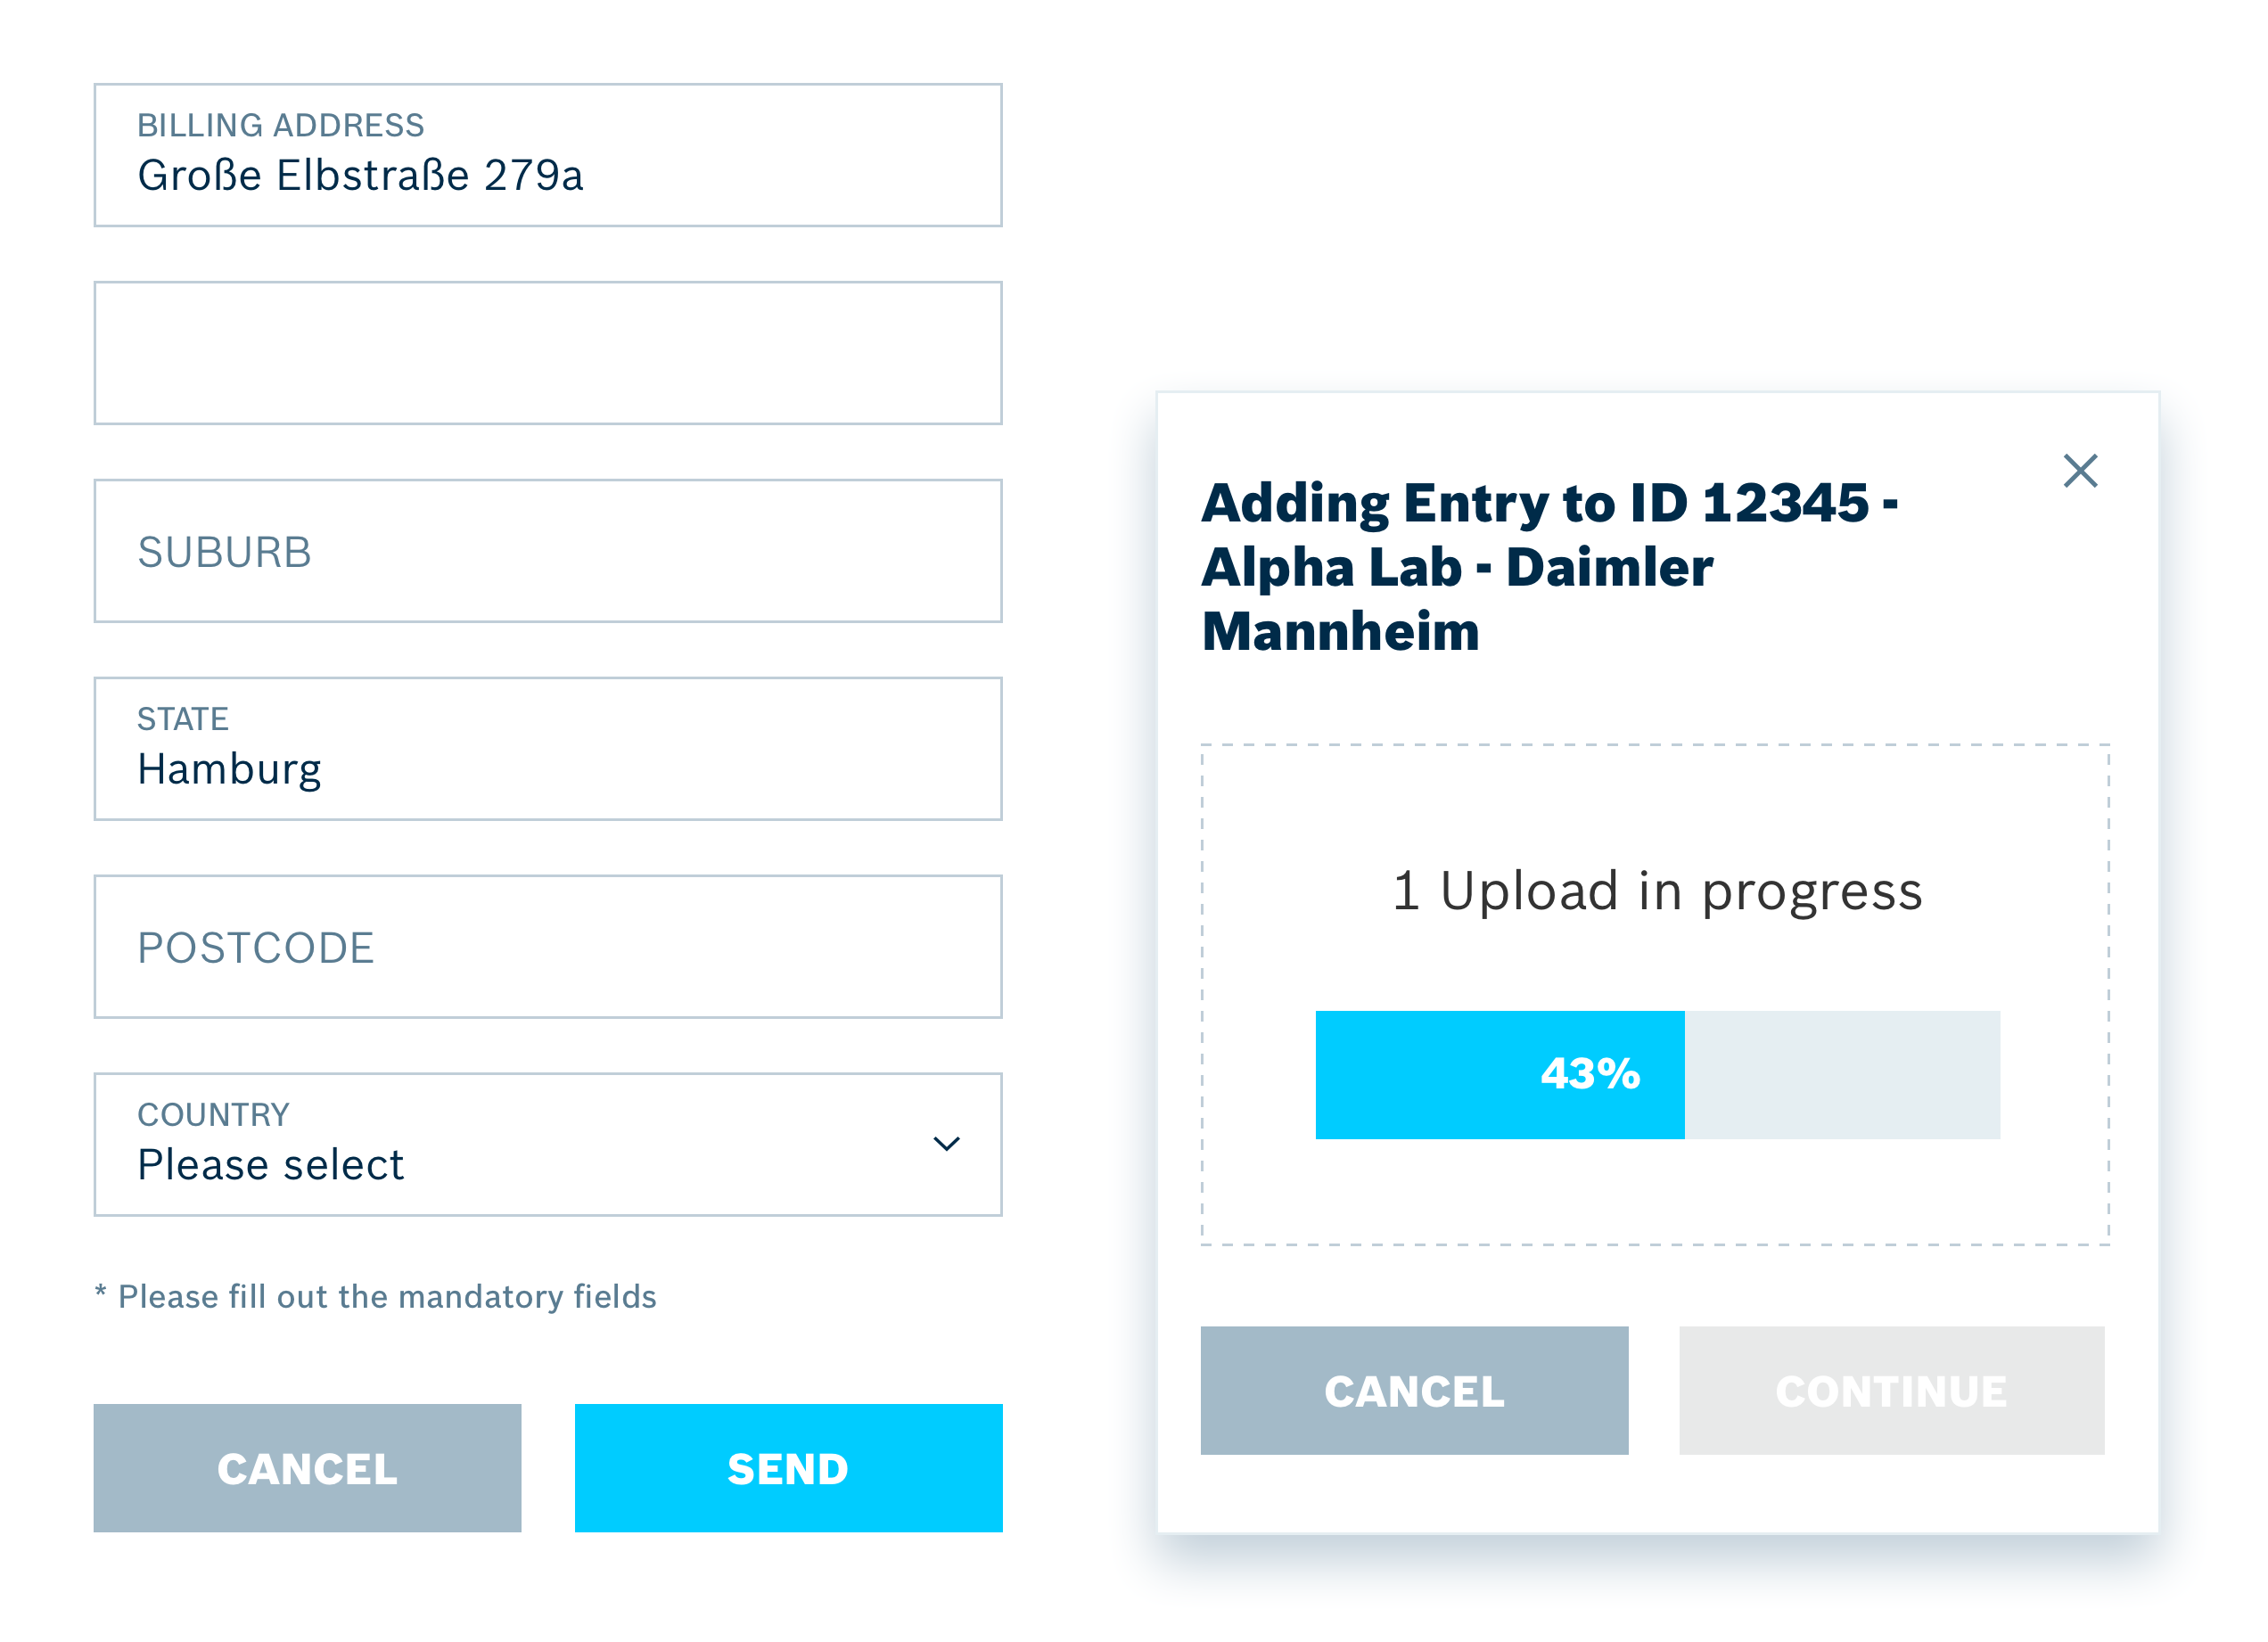 BILLING ADDRESS
Große Elbstraße 279a
SUBURB
STATE
Hamburg
POSTCODE
COUNTRY
Please select
* Please fill out the mandatory fields
CANCEL
SEND
Adding Entry to ID 12345 -
Alpha Lab - Daimler
Mannheim
1 Upload in progress
43%
CANCEL
CONTINUE